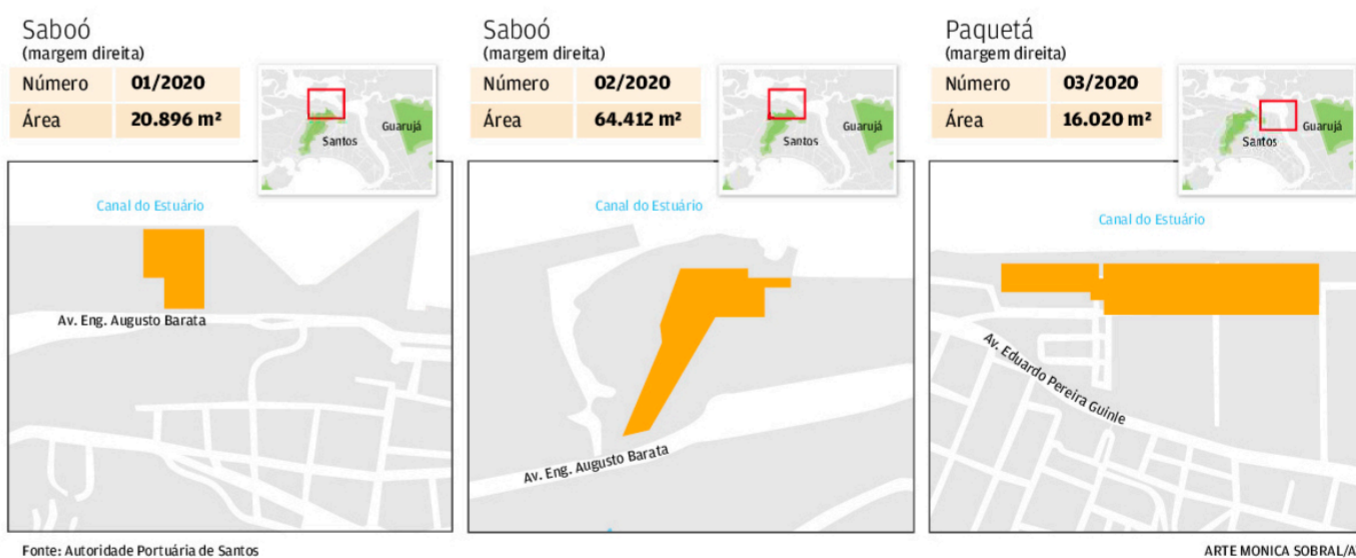 Saboó
(margem direita)
Número 01/2020
Área 20.896 m²
Santos
Guarujá
Canal do Estuário
Av. Eng. Augusto Barata
Saboó
(margem direita)
Número 02/2020
Área 64.412 m²
Santos
Guarujá
Canal do Estuário
Av. Eng. Augusto Barata
Paquetá
(margem direita)
Número 03/2020
Área 16.020 m²
Santos
Guarujá
Canal do Estuário
Av. Eduardo Pereira Guinle
Fonte: Autoridade Portuária de Santos
ARTE MONICA SOBRAL/